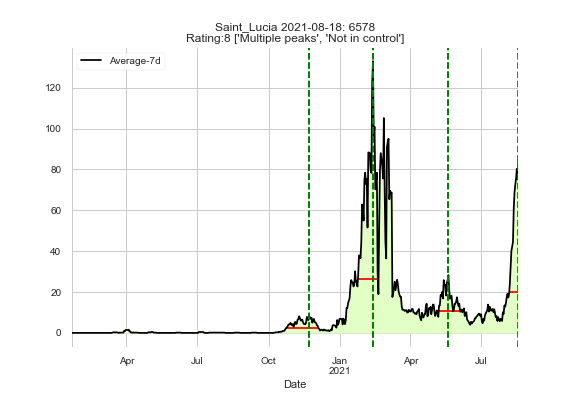 Saint_Lucia 2021-08-18: 6578
Rating:8 ['Multiple peaks', 'Not in control']
Average-7d
120
100
80
60
40
20
0
Apr Jul Oct Jan Apr Jul
2021
Date